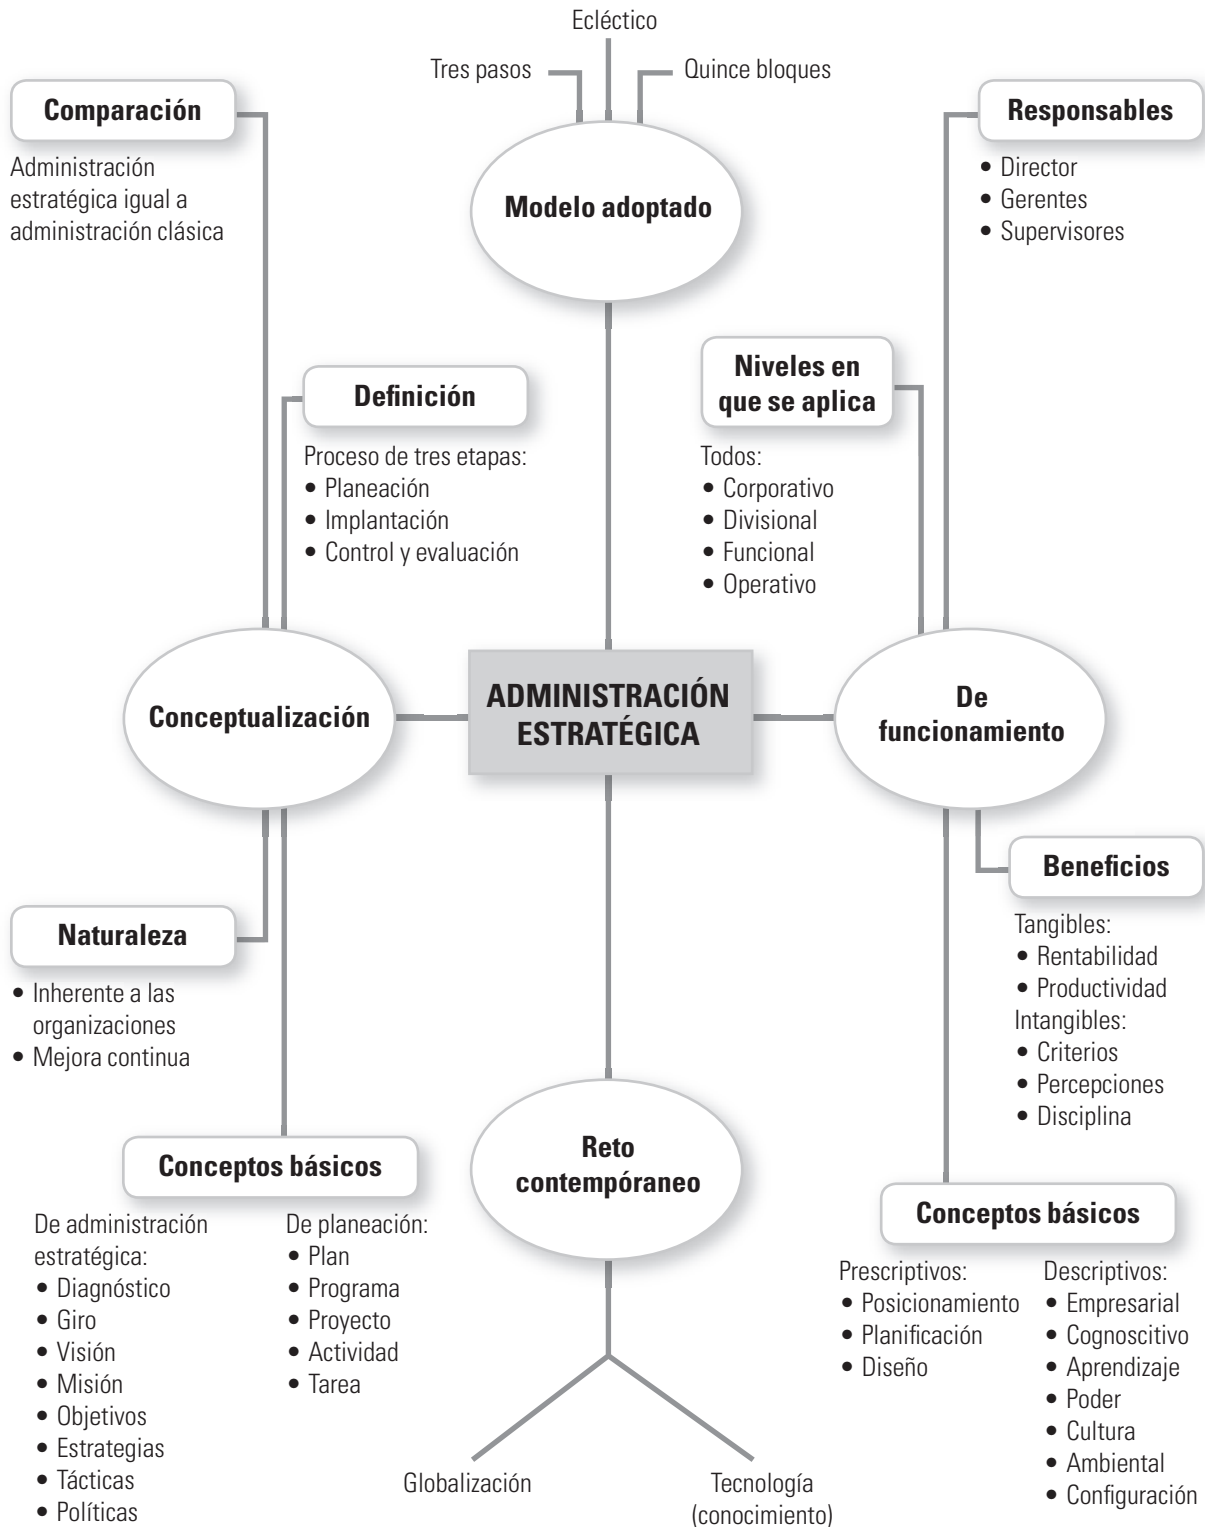 Ecléctico
Tres pasos
Quince bloques
Modelo adoptado
Comparación
Administración
estratégica igual a
administración clásica
Responsables
• Director
• Gerentes
• Supervisores
Definición
Proceso de tres etapas:
• Planeación
• Implantación
• Control y evaluación
Niveles en
que se aplica
Todos:
• Corporativo
• Divisional
• Funcional
• Operativo
Conceptualización
ADMINISTRACIÓN
ESTRATÉGICA
De
funcionamiento
Naturaleza
• Inherente a las
organizaciones
• Mejora continua
Beneficios
Tangibles:
• Rentabilidad
• Productividad
Intangibles:
• Criterios
• Percepciones
• Disciplina
Conceptos básicos
De administración
estratégica:
• Diagnóstico
• Giro
• Visión
• Misión
• Objetivos
• Estrategias
• Tácticas
• Políticas
De planeación:
• Plan
• Programa
• Proyecto
• Actividad
• Tarea
Reto
contempóraneo
Globalización
Tecnología
(conocimiento)
Conceptos básicos
Prescriptivos:
• Posicionamiento
• Planificación
• Diseño
Descriptivos:
• Empresarial
• Cognoscitivo
• Aprendizaje
• Poder
• Cultura
• Ambiental
• Configuración